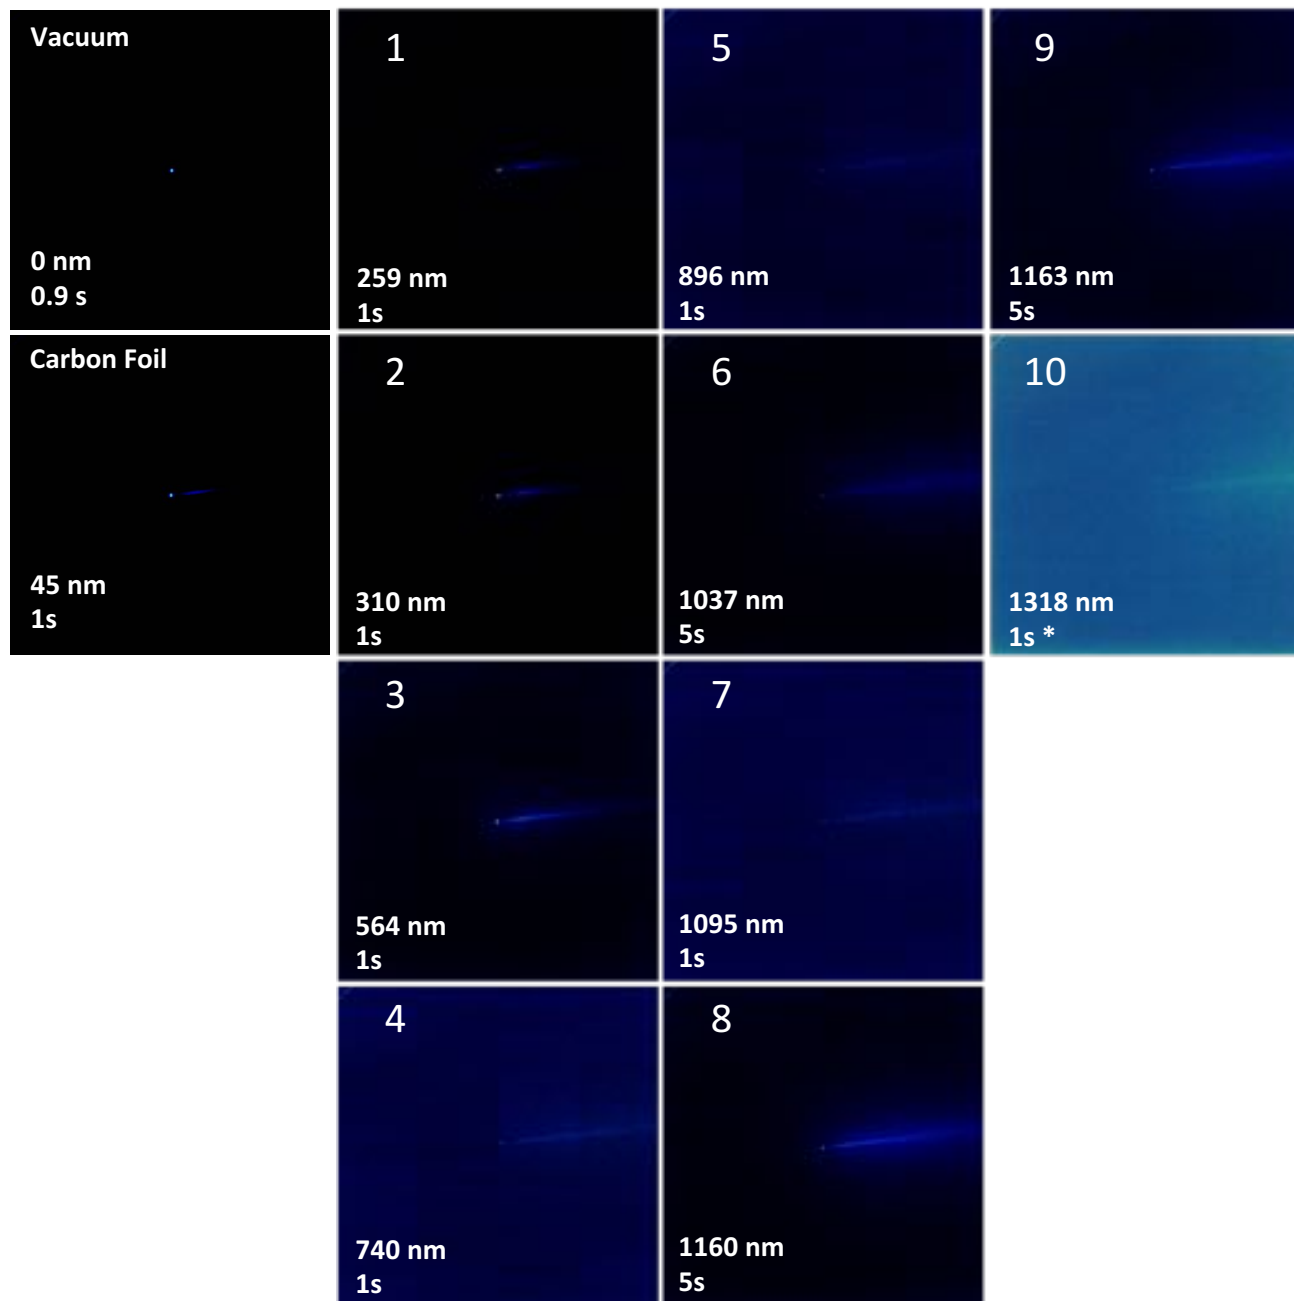 Vacuum
0 nm
0.9 s
Carbon Foil
45 nm
1s
1
259 nm
1s
2
310 nm
1s
3
564 nm
1s
4
740 nm
1s
5
896 nm
1s
6
1037 nm
5s
7
1095 nm
1s
8
1160 nm
5s
9
1163 nm
5s
10
1318 nm
1s *